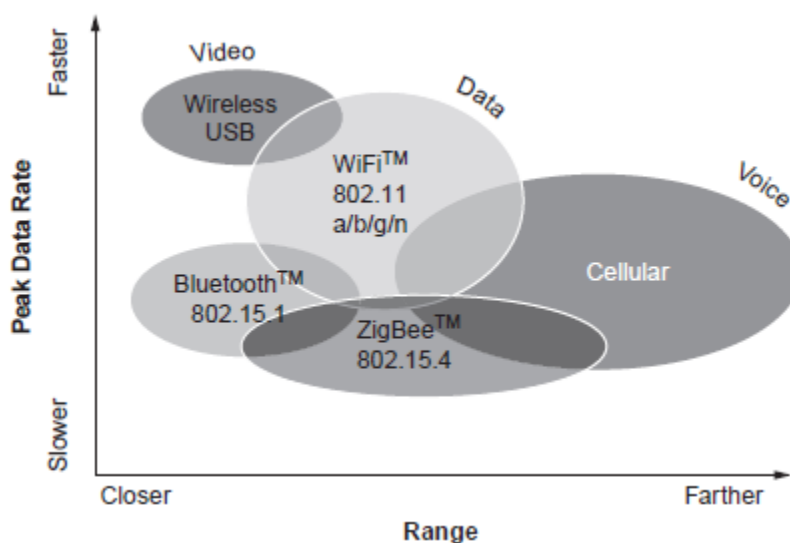 Faster
Peak Data Rate
Slower
Video
Wireless
USB
Data
WiFi™
802.11
a/b/g/n
Voice
Cellular
Bluetooth™
802.15.1
ZigBee™
802.15.4
Closer
Farther
Range